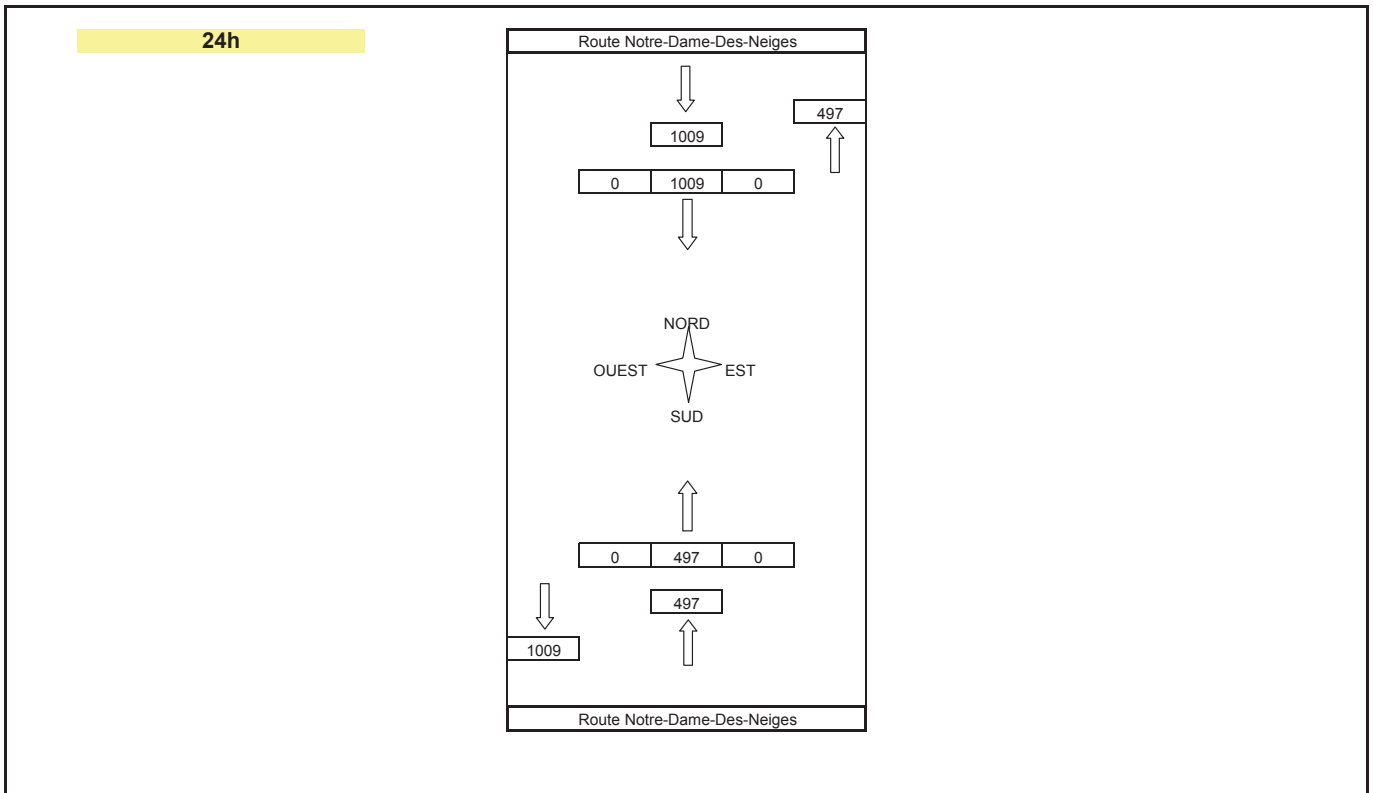 24h
Route Notre-Dame-Des-Neiges
497
1009
0 1009 0
NORD
OUEST EST
SUD
0 497 0
497
1009
Route Notre-Dame-Des-Neiges